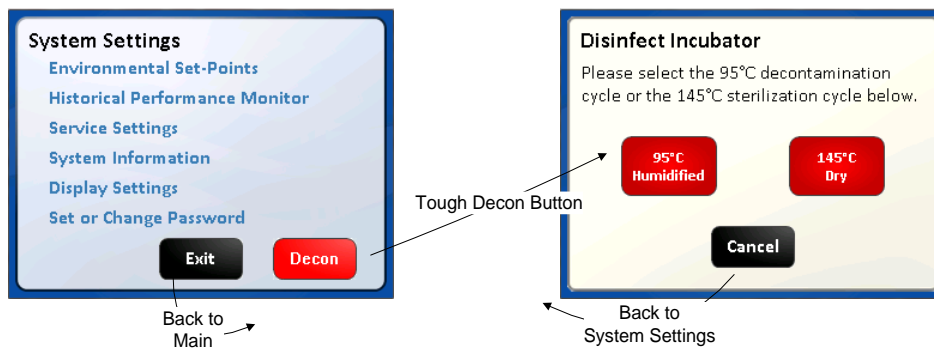 System Settings
Environmental Set-Points
Historical Performance Monitor
Service Settings
System Information
Display Settings
Set or Change Password
Exit
Decon
Back to
Main
Tough Decon Button
Disinfect Incubator
Please select the 95°C decontamination
cycle or the 145°C sterilization cycle below.
95°C
Humidified
145°C
Dry
Cancel
Back to
System Settings